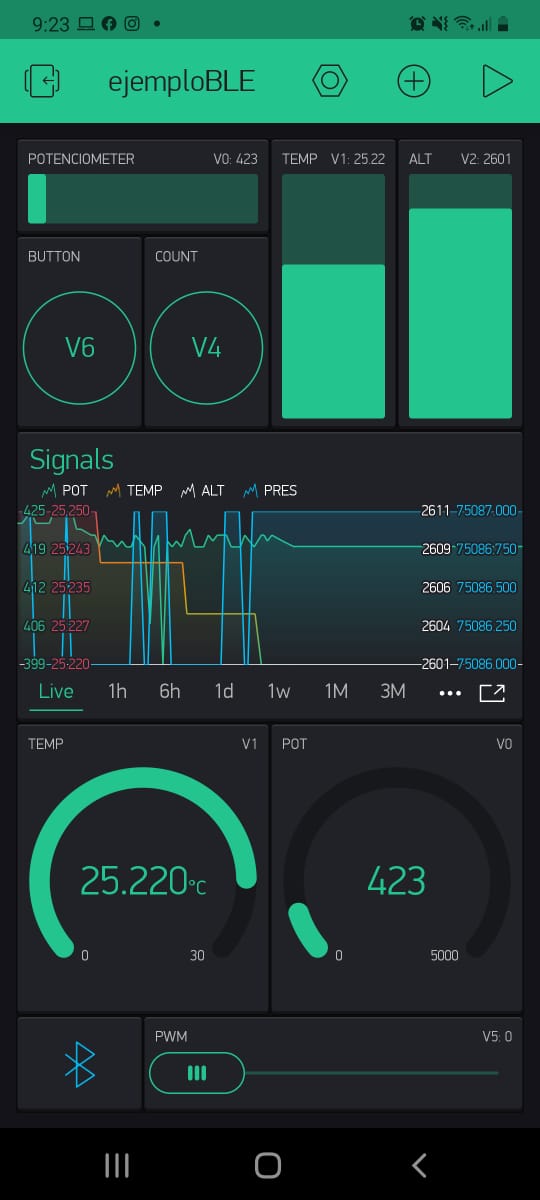 9:23
ejemploBLE
POTENCIOMETER V0: 423
TEMP V1: 25.22
ALT V2: 2601
BUTTON
COUNT
V6
V4
Signals
POT TEMP ALT PRES
425 25.250 2611 75087.000
419 25.243 2609 75086.750
412 25.235 2606 75086.500
406 25.227 2604 75086.250
399 25.220 2601 75086.000
Live 1h 6h 1d 1w 1M 3M
TEMP V1
POT V0
25.220°C
423
0 30
0 5000
PWM V5: 0